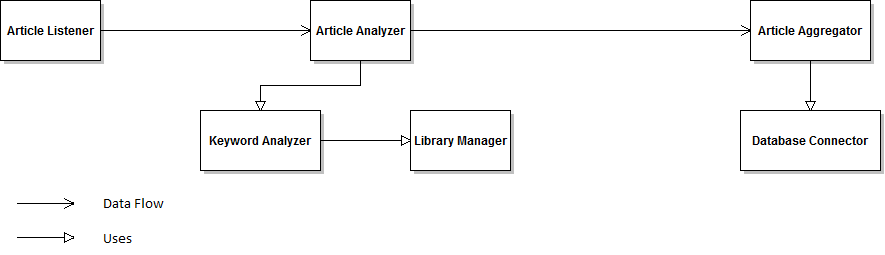 Article Listener
Article Analyzer
Article Aggregator
Keyword Analyzer
Library Manager
Database Connector
Data Flow
Uses